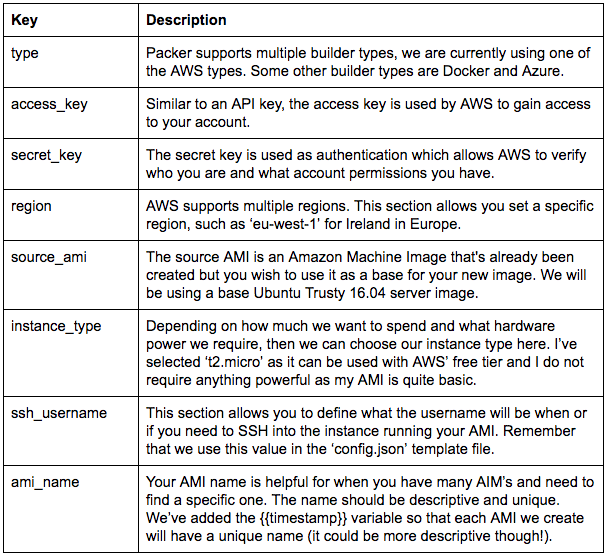 Key Description
type Packer supports multiple builder types, we are currently using one of
the AWS types. Some other builder types are Docker and Azure.
access_key Similar to an API key, the access key is used by AWS to gain access
to your account.
secret_key The secret key is used as authentication which allows AWS to verify
who you are and what account permissions you have.
region AWS supports multiple regions. This section allows you set a specific
region, such as ‘eu-west-1’ for Ireland in Europe.
source_ami The source AMI is an Amazon Machine Image that's already been
created but you wish to use it as a base for your new image. We will
be using a base Ubuntu Trusty 16.04 server image.
instance_type Depending on how much we want to spend and what hardware
power we require, then we can choose our instance type here. I’ve
selected ‘t2.micro’ as it can be used with AWS’ free tier and I do not
require anything powerful as my AMI is quite basic.
ssh_username This section allows you to define what the username will be when or
if you need to SSH into the instance running your AMI. Remember
that we use this value in the ‘config.json’ template file.
ami_name Your AMI name is helpful for when you have many AIM’s and need to
find a specific one. The name should be descriptive and unique.
We’ve added the {{timestamp}} variable so that each AMI we create
will have a unique name (it could be more descriptive though!).